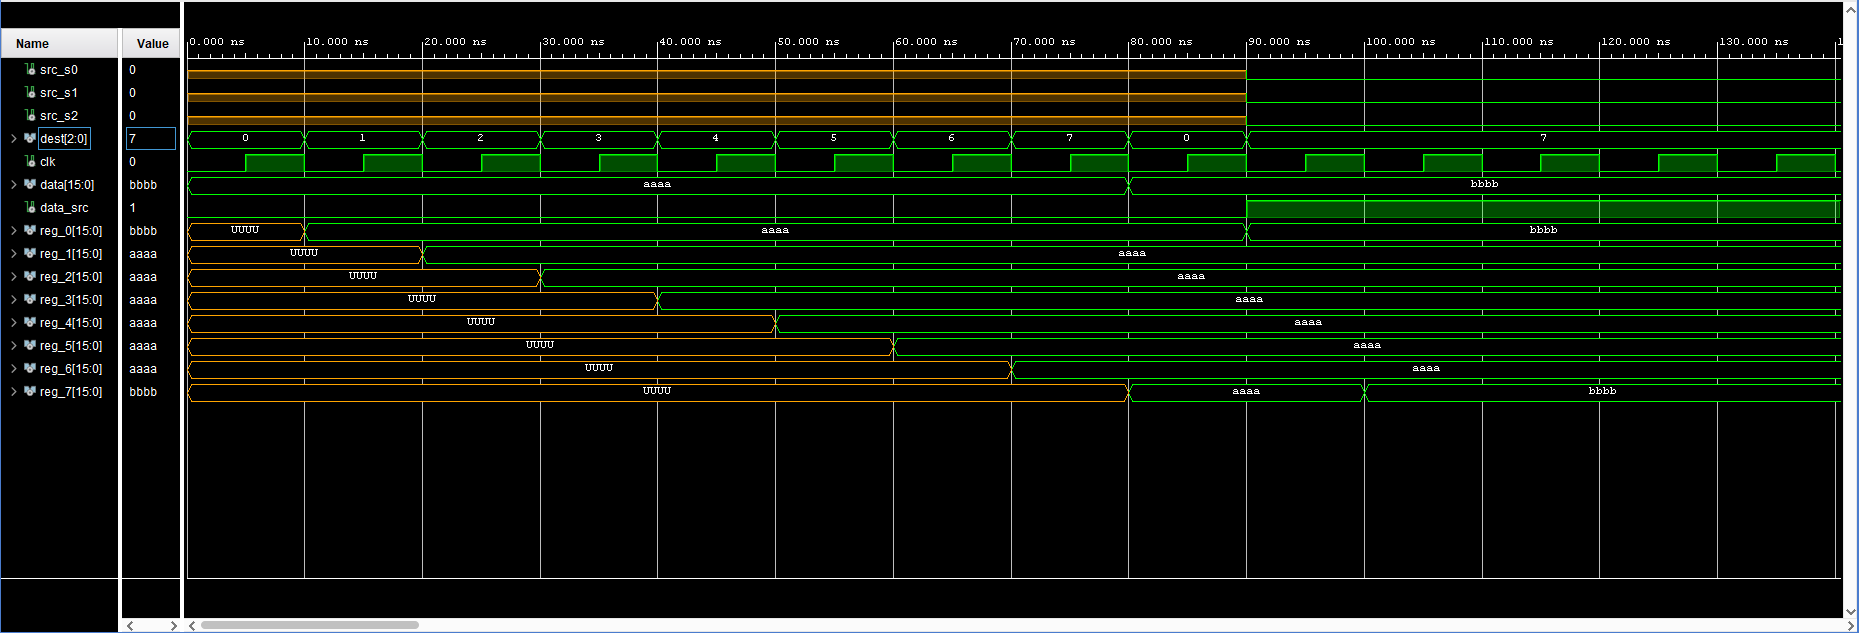 Name Value 0.000 ns 10.000 ns 20.000 ns 30.000 ns 40.000 ns 50.000 ns 60.000 ns 70.000 ns 80.000 ns 90.000 ns 100.000 ns 110.000 ns 120.000 ns 130.000 ns 1
src_s0 0
src_s1 0
src_s2 0
dest[2:0] 7 0 1 2 3 4 5 6 7 0 7
clk 0
data[15:0] bbbb aaaa bbbb
data_src 1
reg_0[15:0] bbbb UUUU aaaa bbbb
reg_1[15:0] aaaa UUUU aaaa
reg_2[15:0] aaaa UUUU aaaa
reg_3[15:0] aaaa UUUU aaaa
reg_4[15:0] aaaa UUUU aaaa
reg_5[15:0] aaaa UUUU aaaa
reg_6[15:0] aaaa UUUU aaaa
reg_7[15:0] bbbb UUUU aaaa bbbb